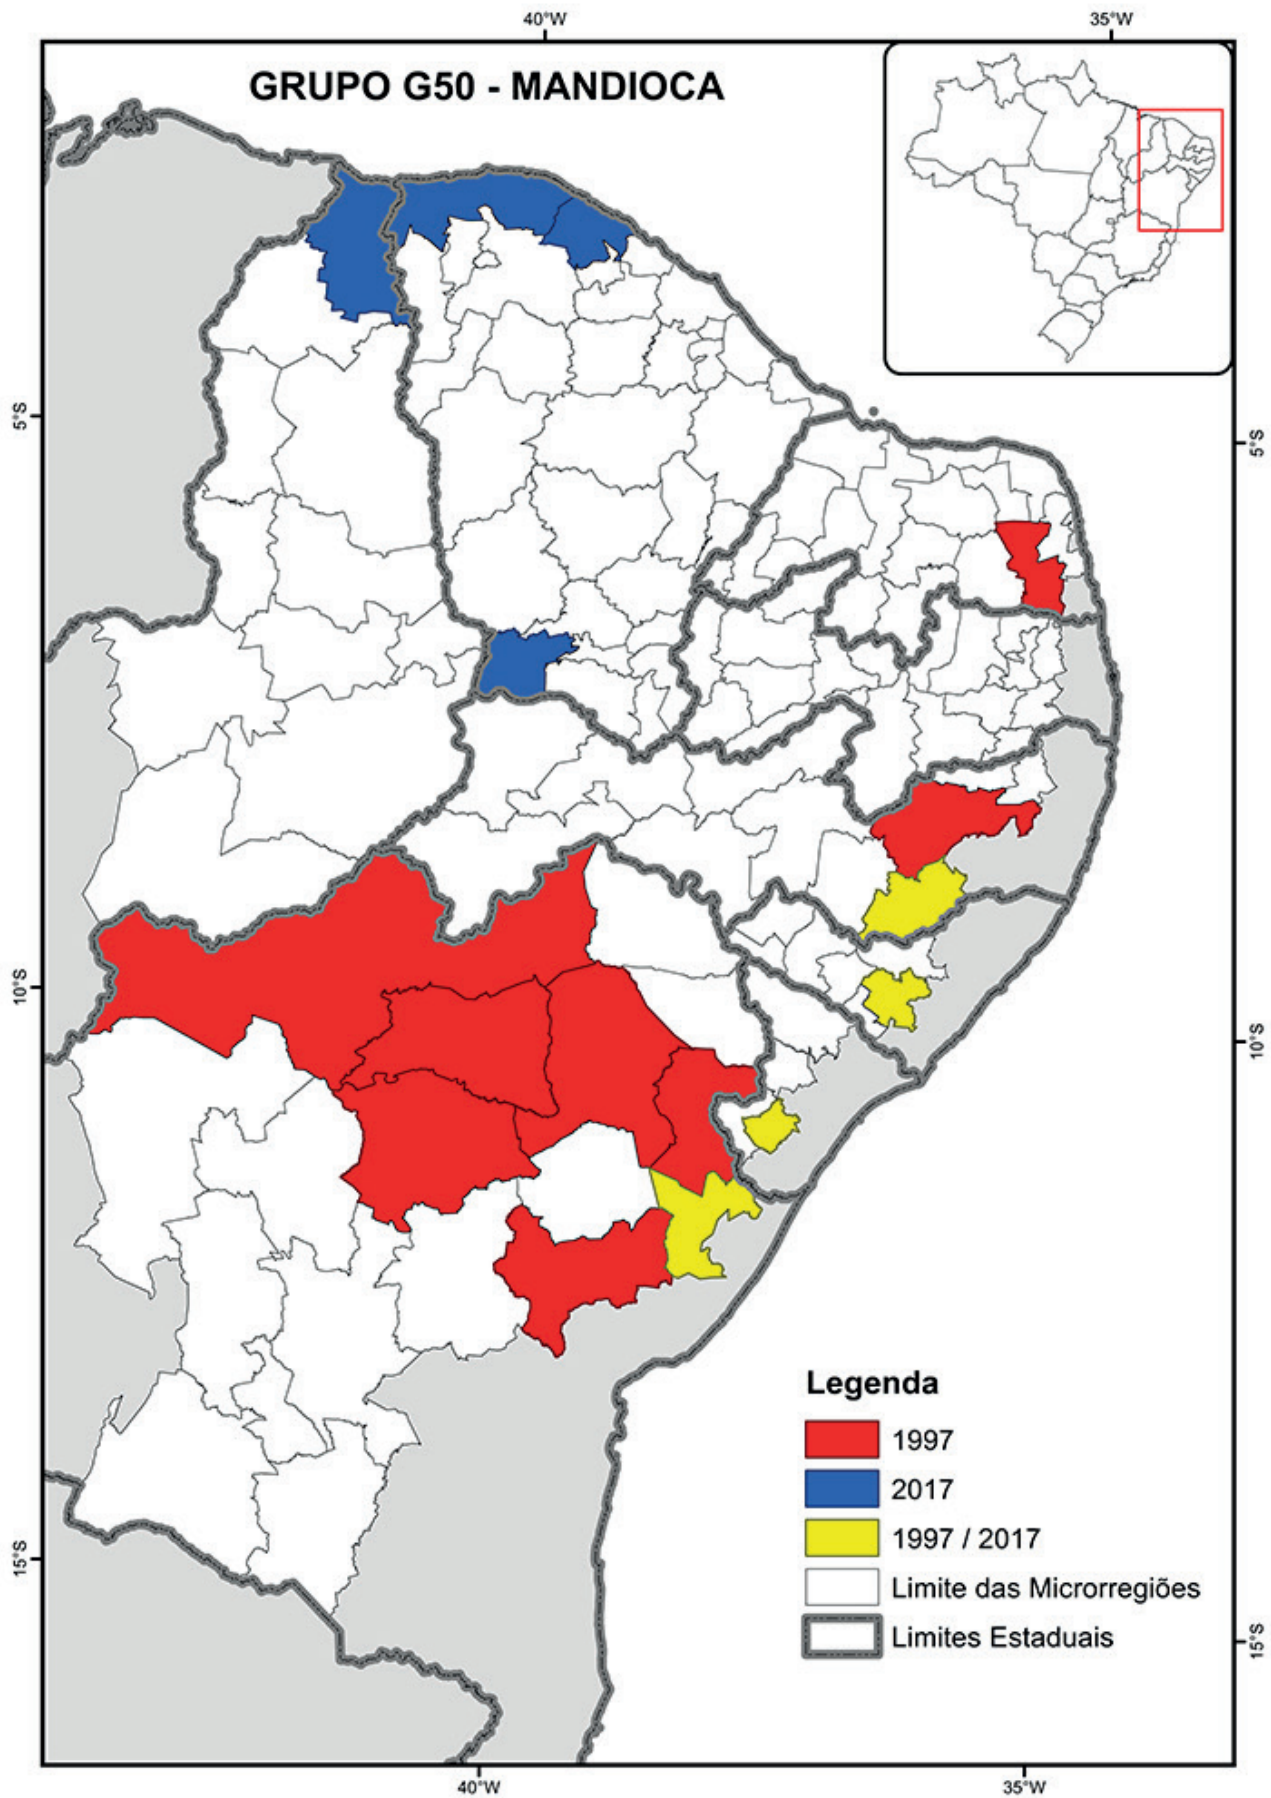 40°W
35°W
GRUPO G50 - MANDIOCA
5°S
5°S
10°S
10°S
Legenda
1997
2017
1997 / 2017
Limite das Microrregiões
Limites Estaduais
15°S
15°S
40°W
35°W